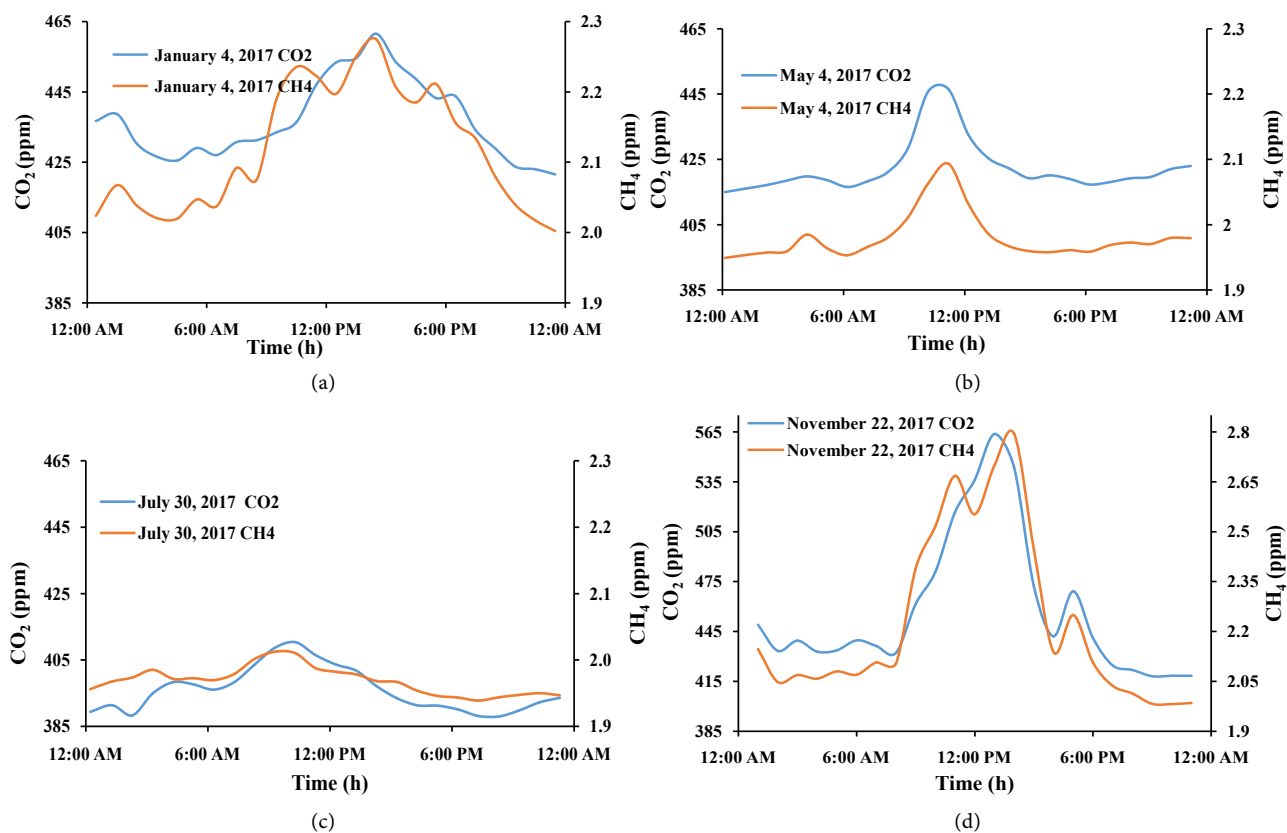 465
445
425
405
385
CO2 (ppm)
January 4, 2017 CO2
January 4, 2017 CH4
2.3
2.2
2.1
2.0
1.9
CH4 (ppm)
12:00 AM 6:00 AM 12:00 PM 6:00 PM 12:00 AM
Time (h)
(a)
465
445
425
405
385
CO2 (ppm)
May 4, 2017 CO2
May 4, 2017 CH4
2.3
2.2
2.1
2
1.9
CH4 (ppm)
12:00 AM 6:00 AM 12:00 PM 6:00 PM 12:00 AM
Time (h)
(b)
465
445
425
405
385
CO2 (ppm)
July 30, 2017 CO2
July 30, 2017 CH4
2.3
2.2
2.1
2.0
1.9
CH4 (ppm)
12:00 AM 6:00 AM 12:00 PM 6:00 PM 12:00 AM
Time (h)
(c)
565
535
505
475
445
415
385
CO2 (ppm)
November 22, 2017 CO2
November 22, 2017 CH4
2.8
2.65
2.5
2.35
2.2
2.05
1.9
CH4 (ppm)
12:00 AM 6:00 AM 12:00 PM 6:00 PM 12:00 AM
Time (h)
(d)